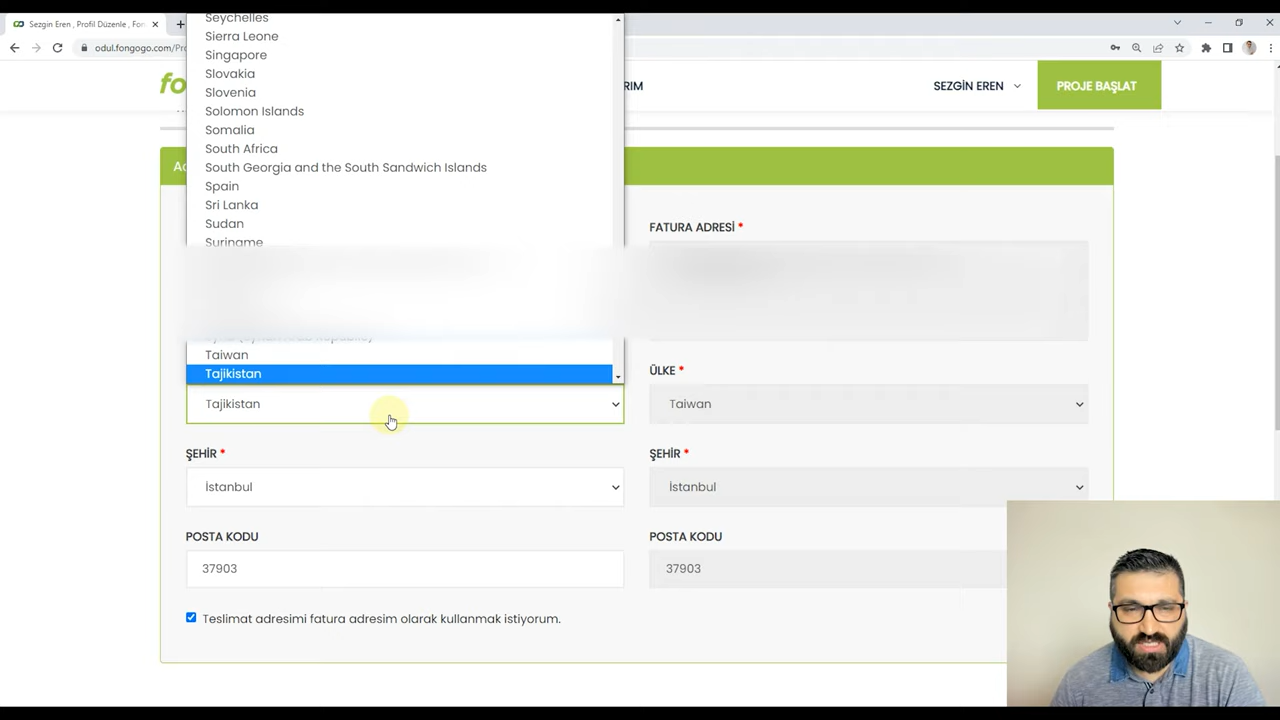 Sezgin Eren , Profil Düzenle , Fon
odul.fongogo.com/Pro
fo
RIM
SEZGİN EREN
PROJE BAŞLAT
Seychelles
Sierra Leone
Singapore
Slovakia
Slovenia
Solomon Islands
Somalia
South Africa
South Georgia and the South Sandwich Islands
Spain
Sri Lanka
Sudan
Suriname
Taiwan
Tajikistan
Tajikistan
FATURA ADRESİ *
ÜLKE *
Taiwan
ŞEHİR *
İstanbul
ŞEHİR *
İstanbul
POSTA KODU
37903
POSTA KODU
37903
Teslimat adresimi fatura adresim olarak kullanmak istiyorum.